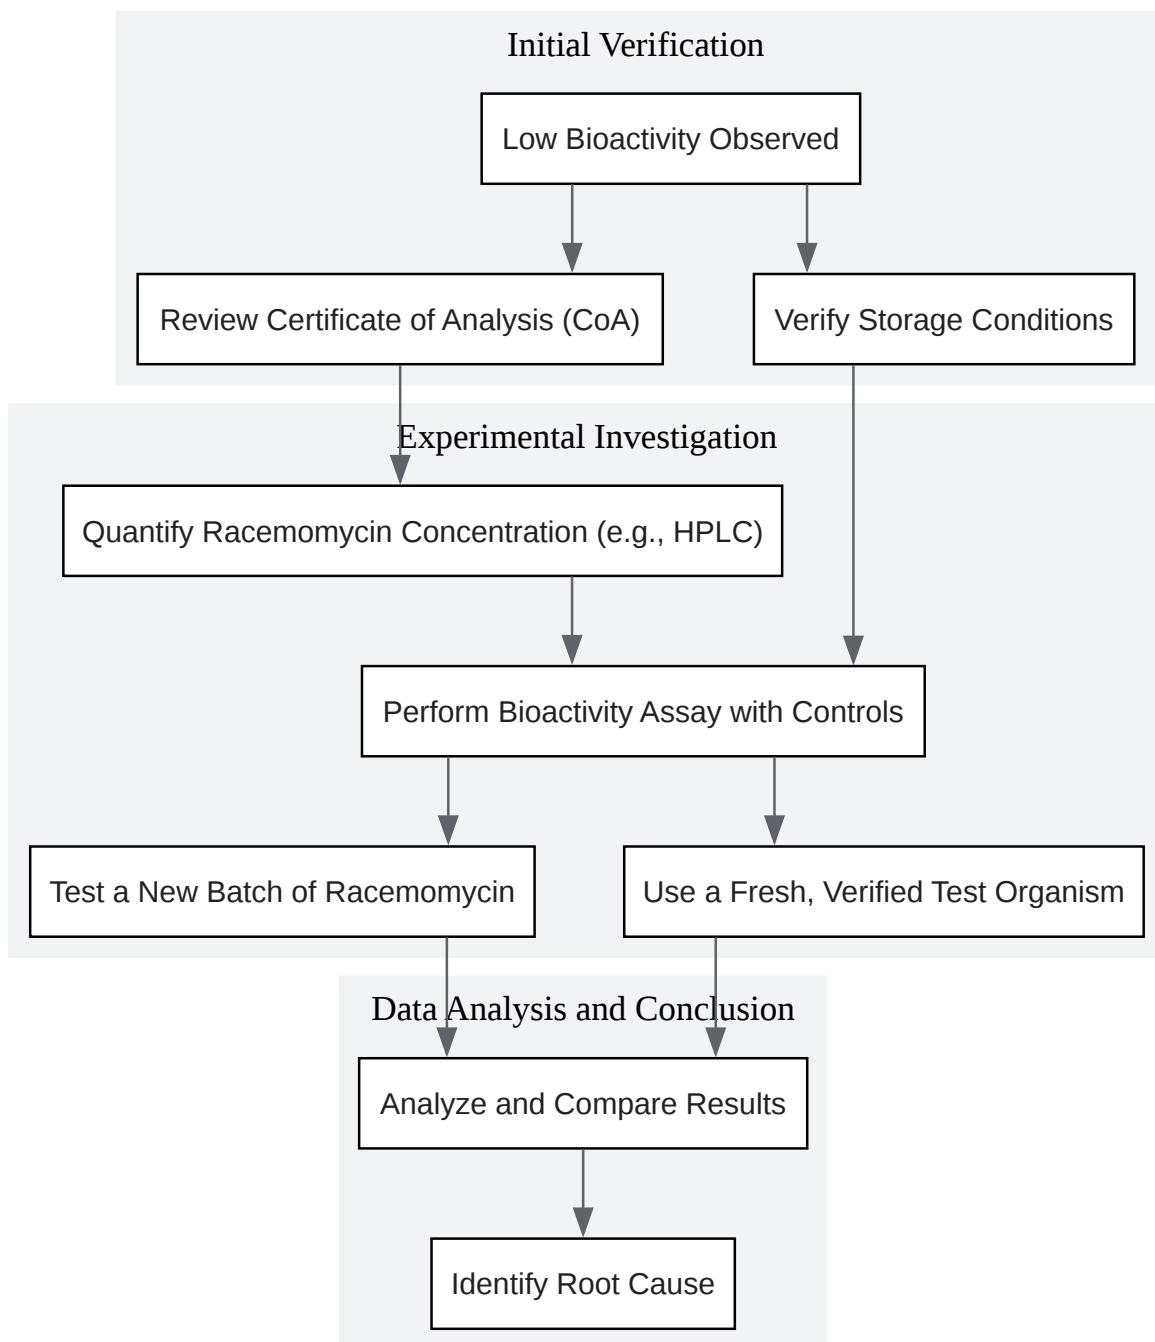 Initial Verification
Low Bioactivity Observed
Review Certificate of Analysis (CoA)
Verify Storage Conditions
Experimental Investigation
Quantify Racemomycin Concentration (e.g., HPLC)
Perform Bioactivity Assay with Controls
Test a New Batch of Racemomycin
Use a Fresh, Verified Test Organism
Data Analysis and Conclusion
Analyze and Compare Results
Identify Root Cause